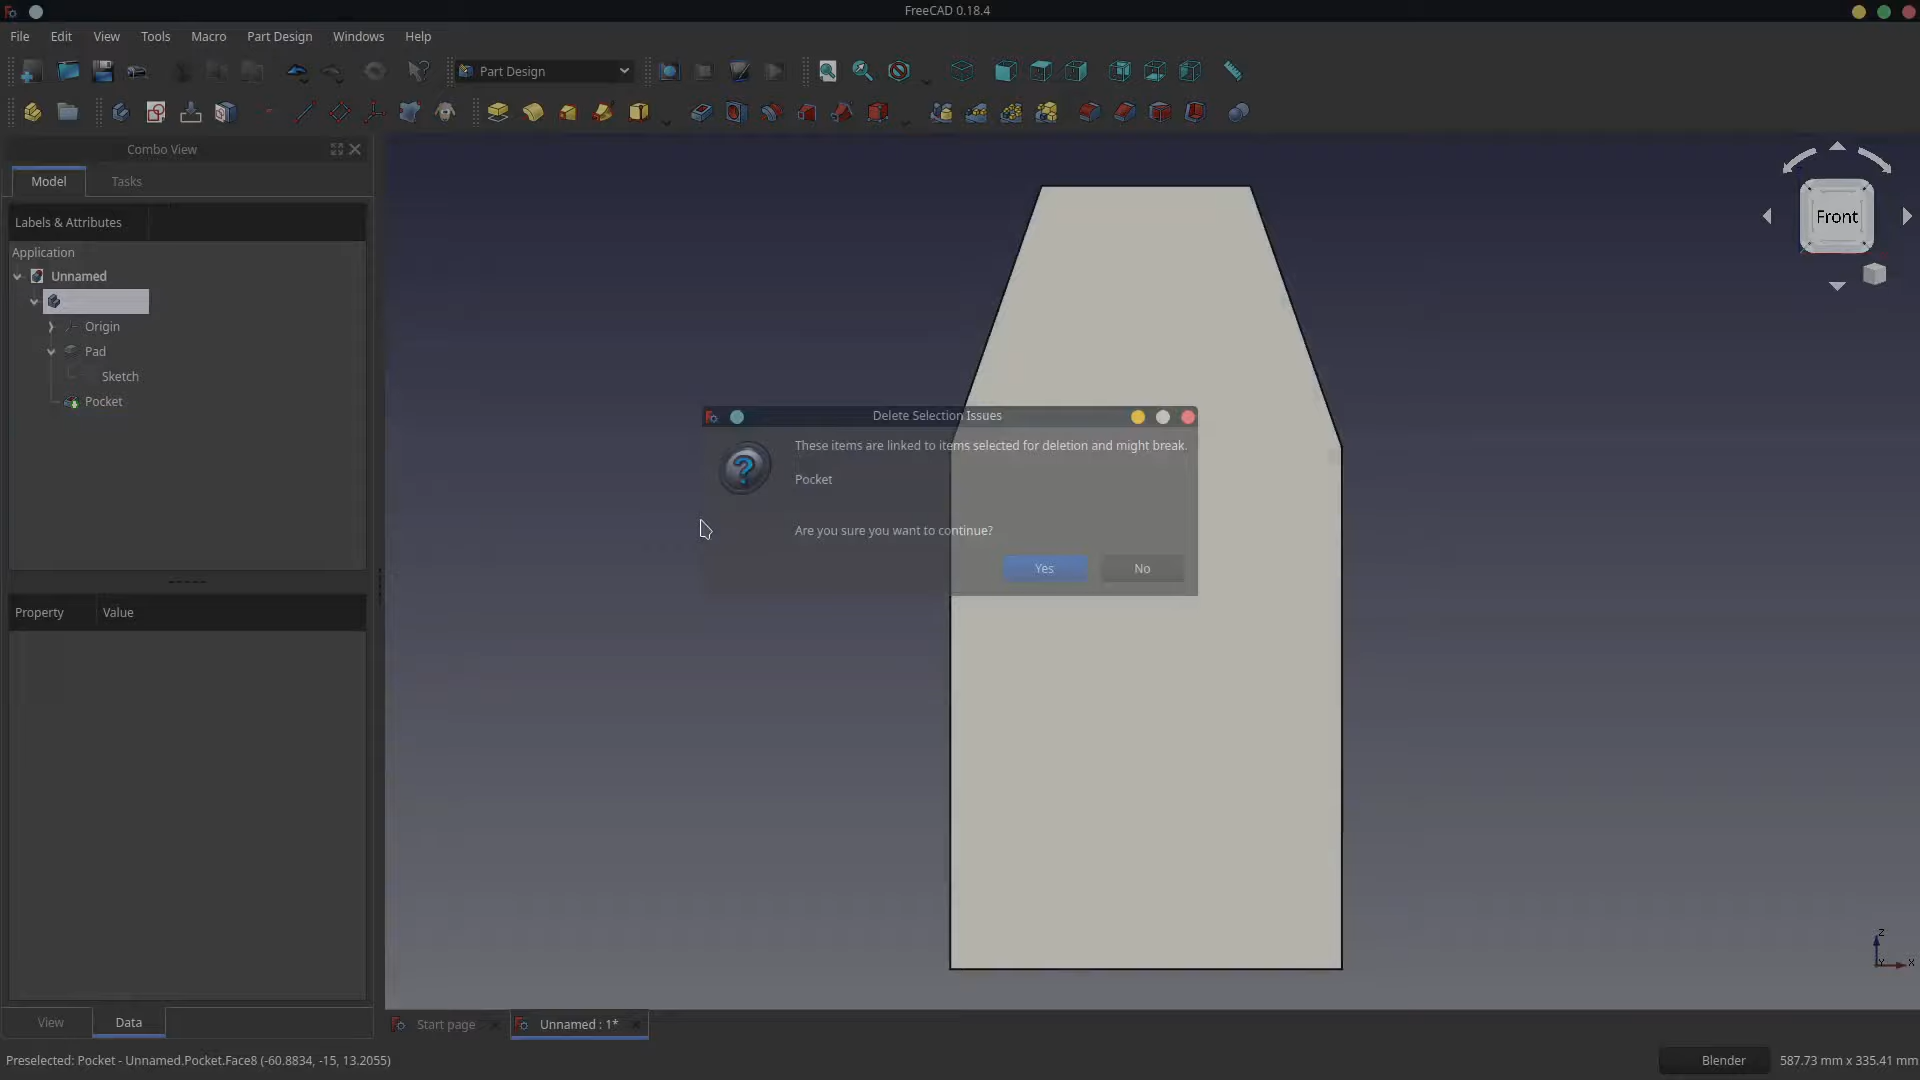 FreeCAD 0.18.4
File Edit View Tools Macro Part Design Windows Help
Part Design
Combo View
Model Tasks
Labels & Attributes
Application
Unnamed
Origin
Pad
Sketch
Pocket
Front
Delete Selection Issues
These items are linked to items selected for deletion and might break.
Pocket
Are you sure you want to continue?
Yes No
Property Value
Z
Y X
View Data
Start page Unnamed : 1*
Preselected: Pocket - Unnamed.Pocket.Face8 (-60.8834, -15, 13.2055)
Blender 587.73 mm x 335.41 mm